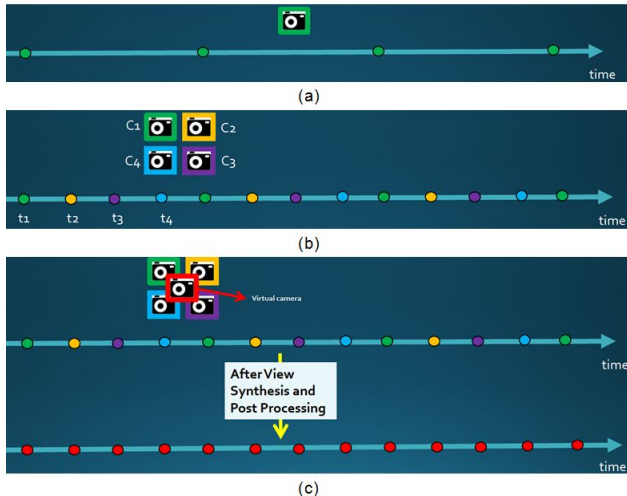 time
(a)
C1 C2
C4 C3
t1 t2 t3 t4
time
(b)
Virtual camera
time
After View
Synthesis and
Post Processing
time
(c)